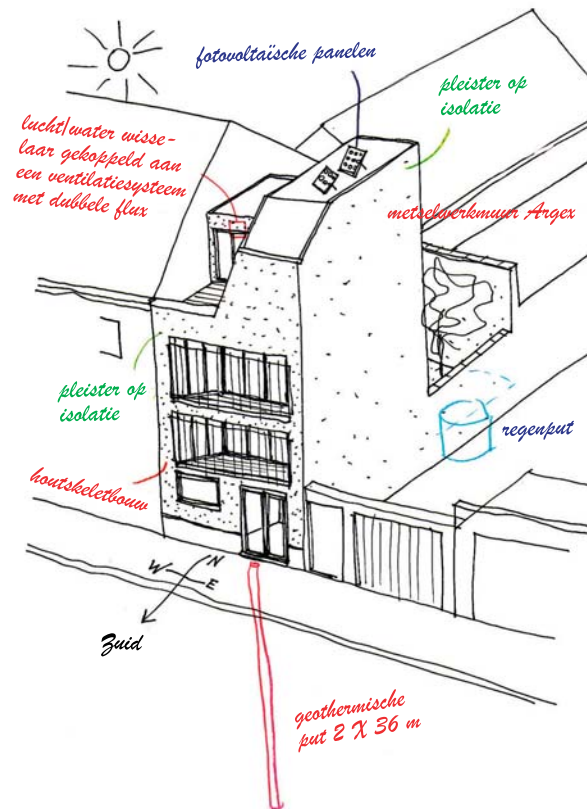 fotovoltaïsche panelen
pleister op
isolatie
lucht/water wisse-
laar gekoppeld aan
een ventilatiesysteem
met dubbele flux
metselwerkmuur Argex
pleister op
isolatie
regenput
houtskeletbouw
N
W
E
Zuid
geothermische
put 2 X 36 m